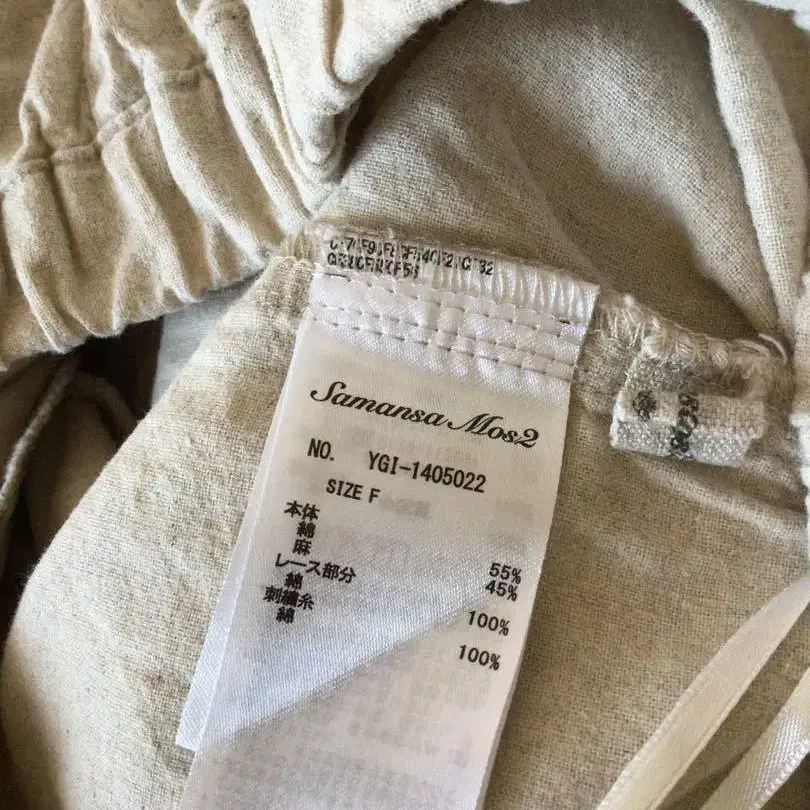 Samansa Mos2
NO. YGI-1405022
SIZE F
本体
綿 55%
麻 45%
レース部分
綿 100%
刺繍糸
綿 100%